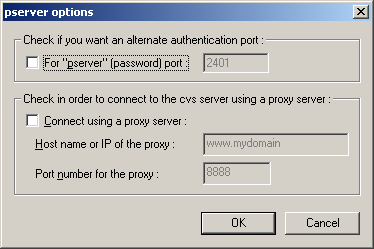 pserver options
Check if you want an alternate authentication port :
For "pserver" (password) port : 2401
Check in order to connect to the cvs server using a proxy server :
Connect using a proxy server :
Host name or IP of the proxy : www.mydomain
Port number for the proxy : 8888
OK Cancel